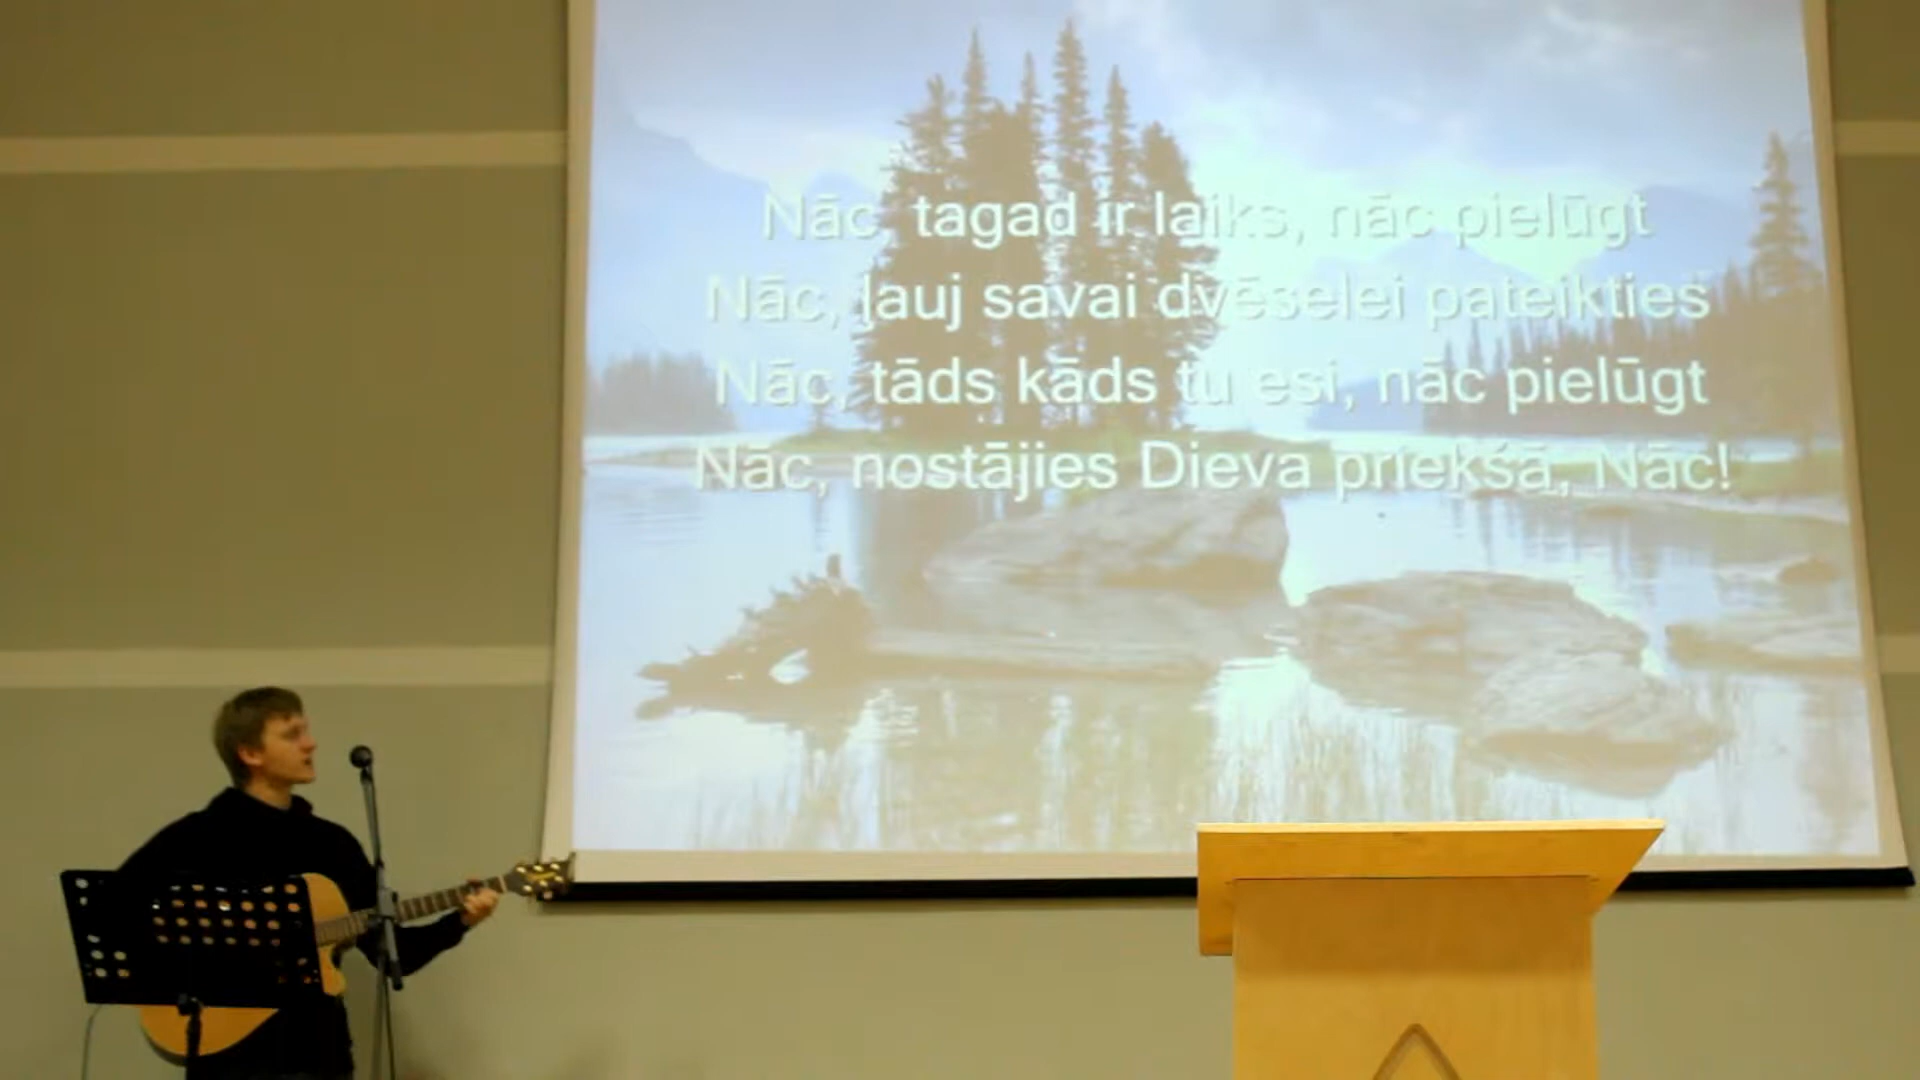 Nāc, tagad ir laiks, nāc pielūgt
Nāc, ļauj savai dvēselei pateikties
Nāc, tāds kāds tu esi, nāc pielūgt
Nāc, nostājies Dieva priekšā, Nāc!